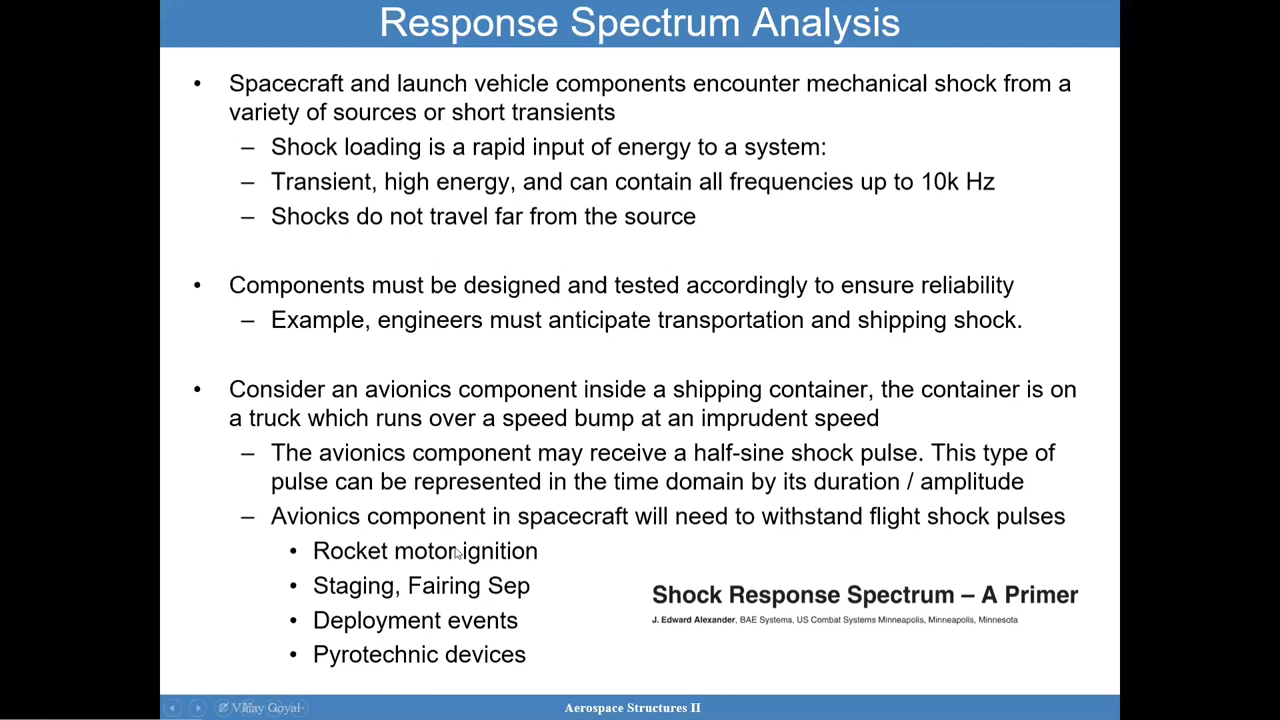 Response Spectrum Analysis
• Spacecraft and launch vehicle components encounter mechanical shock from a
variety of sources or short transients
– Shock loading is a rapid input of energy to a system:
– Transient, high energy, and can contain all frequencies up to 10k Hz
– Shocks do not travel far from the source
• Components must be designed and tested accordingly to ensure reliability
– Example, engineers must anticipate transportation and shipping shock.
• Consider an avionics component inside a shipping container, the container is on
a truck which runs over a speed bump at an imprudent speed
– The avionics component may receive a half-sine shock pulse. This type of
pulse can be represented in the time domain by its duration / amplitude
– Avionics component in spacecraft will need to withstand flight shock pulses
• Rocket motor ignition
• Staging, Fairing Sep
• Deployment events
• Pyrotechnic devices
Shock Response Spectrum – A Primer
J. Edward Alexander, BAE Systems, US Combat Systems Minneapolis, Minneapolis, Minnesota
Vinay Goyal
Aerospace Structures II